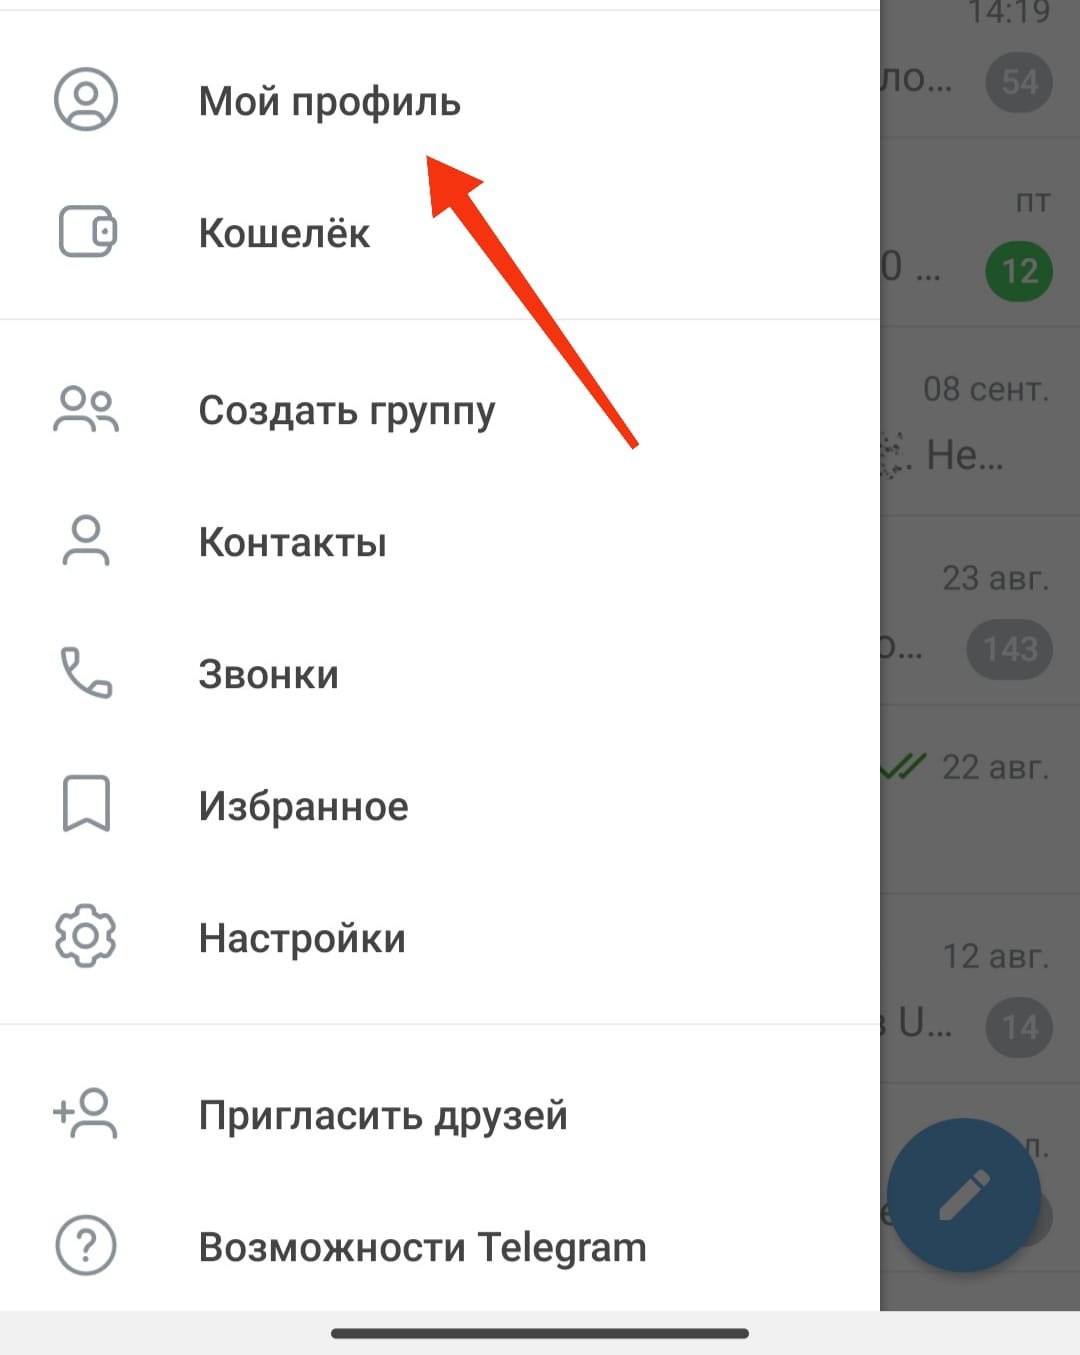 14:19
ло...
54
Мой профиль
пт
Кошелёк
0 ...
12
08 сент.
Создать группу
. Не...
Контакты
23 авг.
о...
143
Звонки
22 авг.
Избранное
Настройки
12 авг.
в U...
14
Пригласить друзей
Возможности Telegram